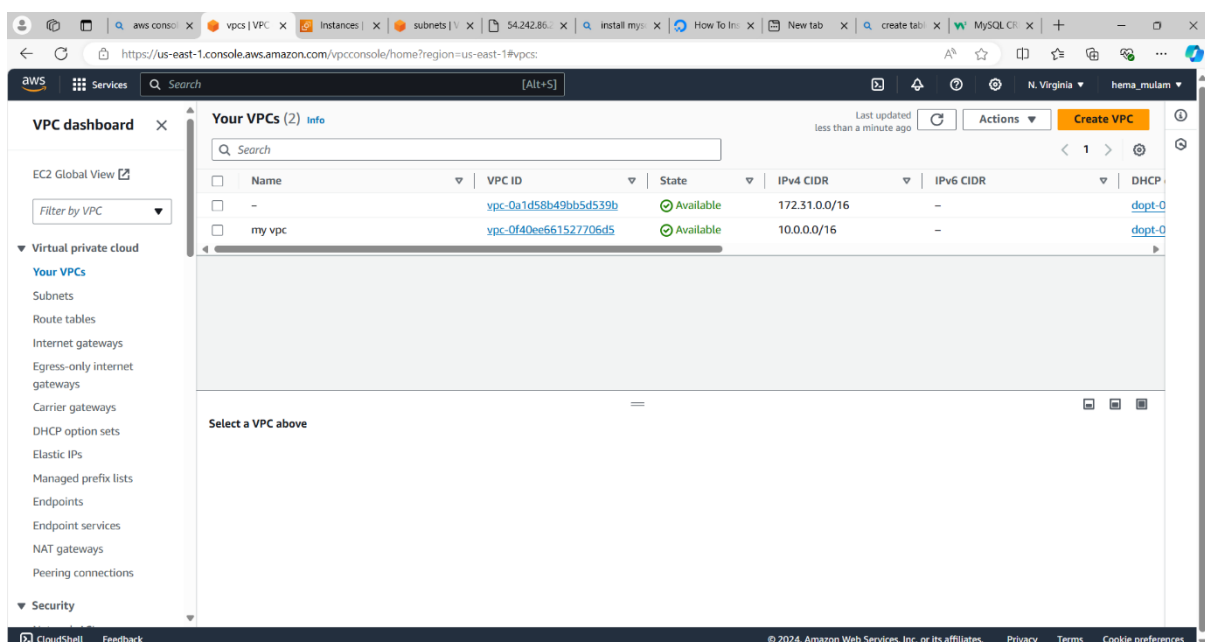 aws consol
vpcs | VPC
Instances |
subnets | V
54.242.86.2
install mys
How To Ins
New tab
create tabl
MySQL CR
https://us-east-1.console.aws.amazon.com/vpcconsole/home?region=us-east-1#vpcs:
aws
Services
Search
[Alt+S]
N. Virginia
hema_mulam
VPC dashboard
EC2 Global View
Filter by VPC
Virtual private cloud
Your VPCs
Subnets
Route tables
Internet gateways
Egress-only internet
gateways
Carrier gateways
DHCP option sets
Elastic IPs
Managed prefix lists
Endpoints
Endpoint services
NAT gateways
Peering connections
Security
Your VPCs (2) Info
Last updated
less than a minute ago
Actions
Create VPC
Search
1
Name VPC ID State IPv4 CIDR IPv6 CIDR DHCP
– vpc-0a1d58b49bb5d539b Available 172.31.0.0/16 – dopt-0
my vpc vpc-0f40ee661527706d5 Available 10.0.0.0/16 – dopt-0
Select a VPC above
CloudShell Feedback
© 2024, Amazon Web Services, Inc. or its affiliates. Privacy Terms Cookie preferences